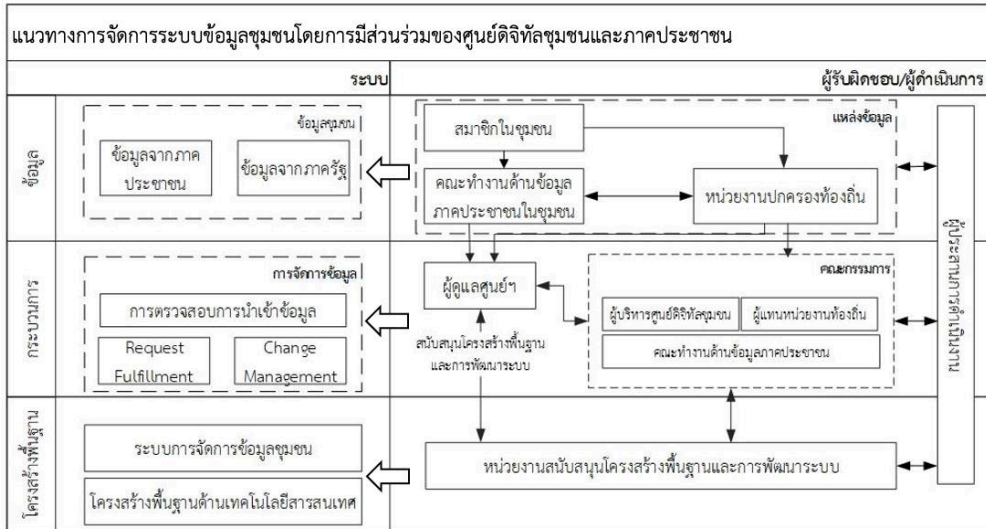 แนวทางการจัดการระบบข้อมูลชุมชนโดยการมีส่วนร่วมของศูนย์ดิจิทัลชุมชนและภาคประชาชน
ระบบ
ผู้รับผิดชอบ/ผู้ดำเนินการ
ข้อมูล
ข้อมูลชุมชน
ข้อมูลจากภาค
ประชาชน
ข้อมูลจากภาครัฐ
แหล่งข้อมูล
สมาชิกในชุมชน
คณะทำงานด้านข้อมูล
ภาคประชาชนในชุมชน
หน่วยงานปกครองท้องถิ่น
ผู้ประสานการดำเนินงาน
กระบวนการ
การจัดการข้อมูล
การตรวจสอบการนำเข้าข้อมูล
Request
Fulfillment
Change
Management
ผู้ดูแลศูนย์ฯ
สนับสนุนโครงสร้างพื้นฐาน
และการพัฒนาระบบ
คณะกรรมการ
ผู้บริหารศูนย์ดิจิทัลชุมชน
ผู้แทนหน่วยงานท้องถิ่น
คณะทำงานด้านข้อมูลภาคประชาชน
โครงสร้างพื้นฐาน
ระบบการจัดการข้อมูลชุมชน
โครงสร้างพื้นฐานด้านเทคโนโลยีสารสนเทศ
หน่วยงานสนับสนุนโครงสร้างพื้นฐานและการพัฒนาระบบ